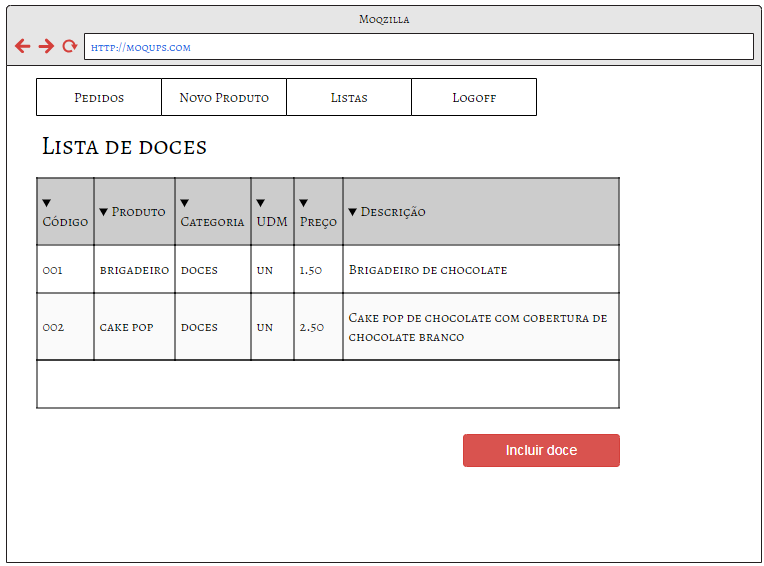 Moqzilla
http://moqups.com
Pedidos Novo Produto Listas Logoff
Lista de doces
▼ Código ▼ Produto ▼ Categoria ▼ UDM ▼ Preço ▼ Descrição
001 brigadeiro doces un 1.50 Brigadeiro de chocolate
002 cake pop doces un 2.50 Cake pop de chocolate com cobertura de
chocolate branco
Incluir doce